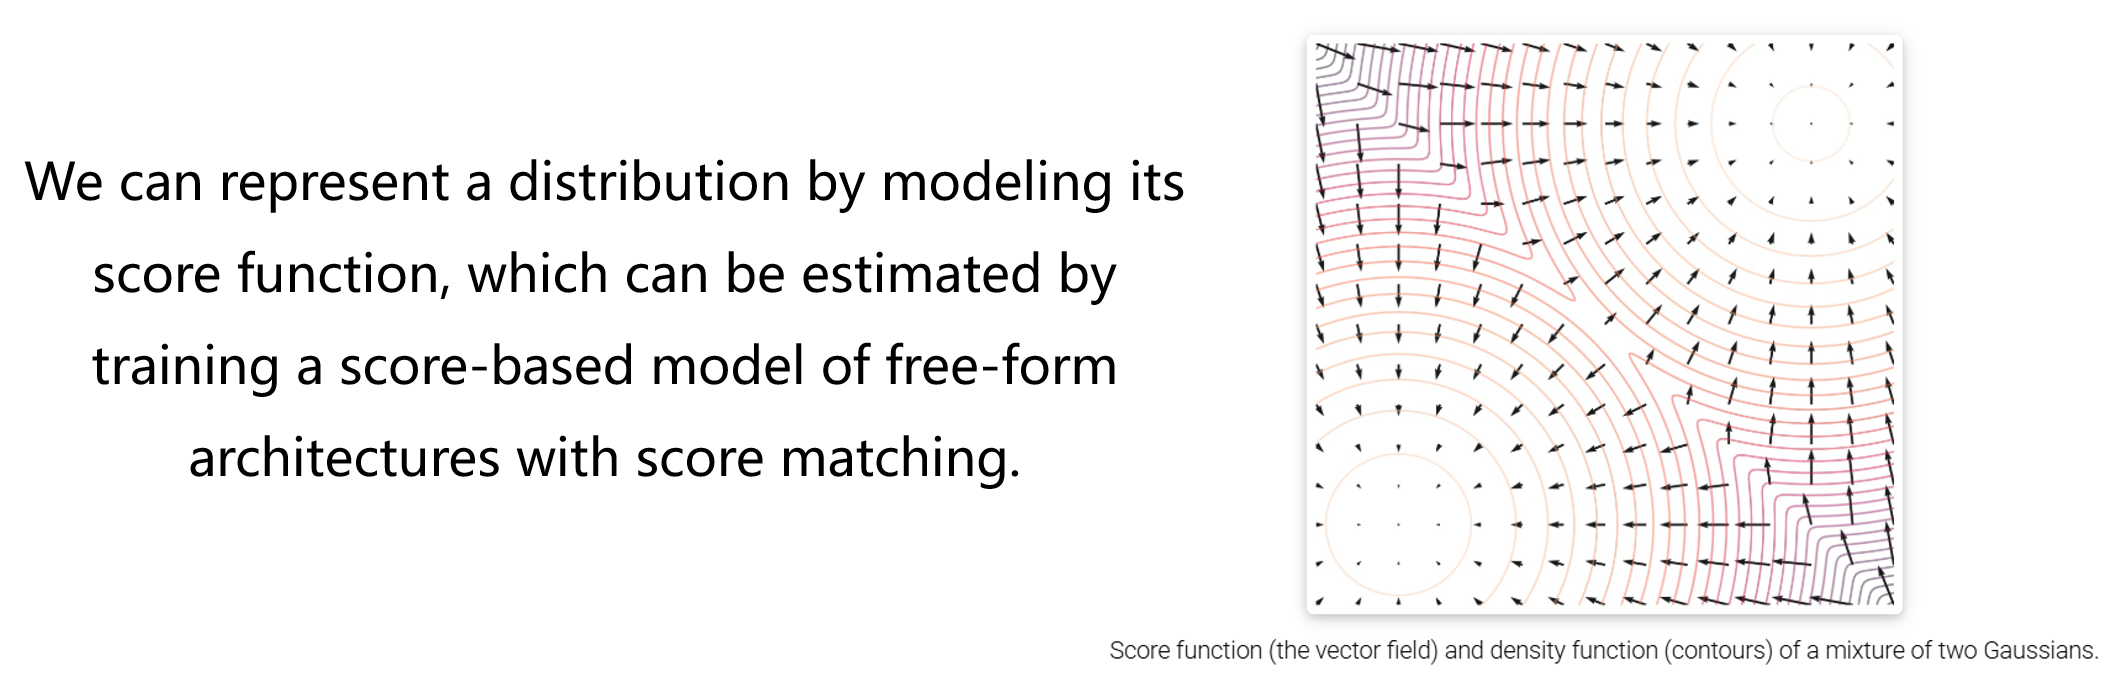 We can represent a distribution by modeling its
score function, which can be estimated by
training a score-based model of free-form
architectures with score matching.
Score function (the vector field) and density function (contours) of a mixture of two Gaussians.